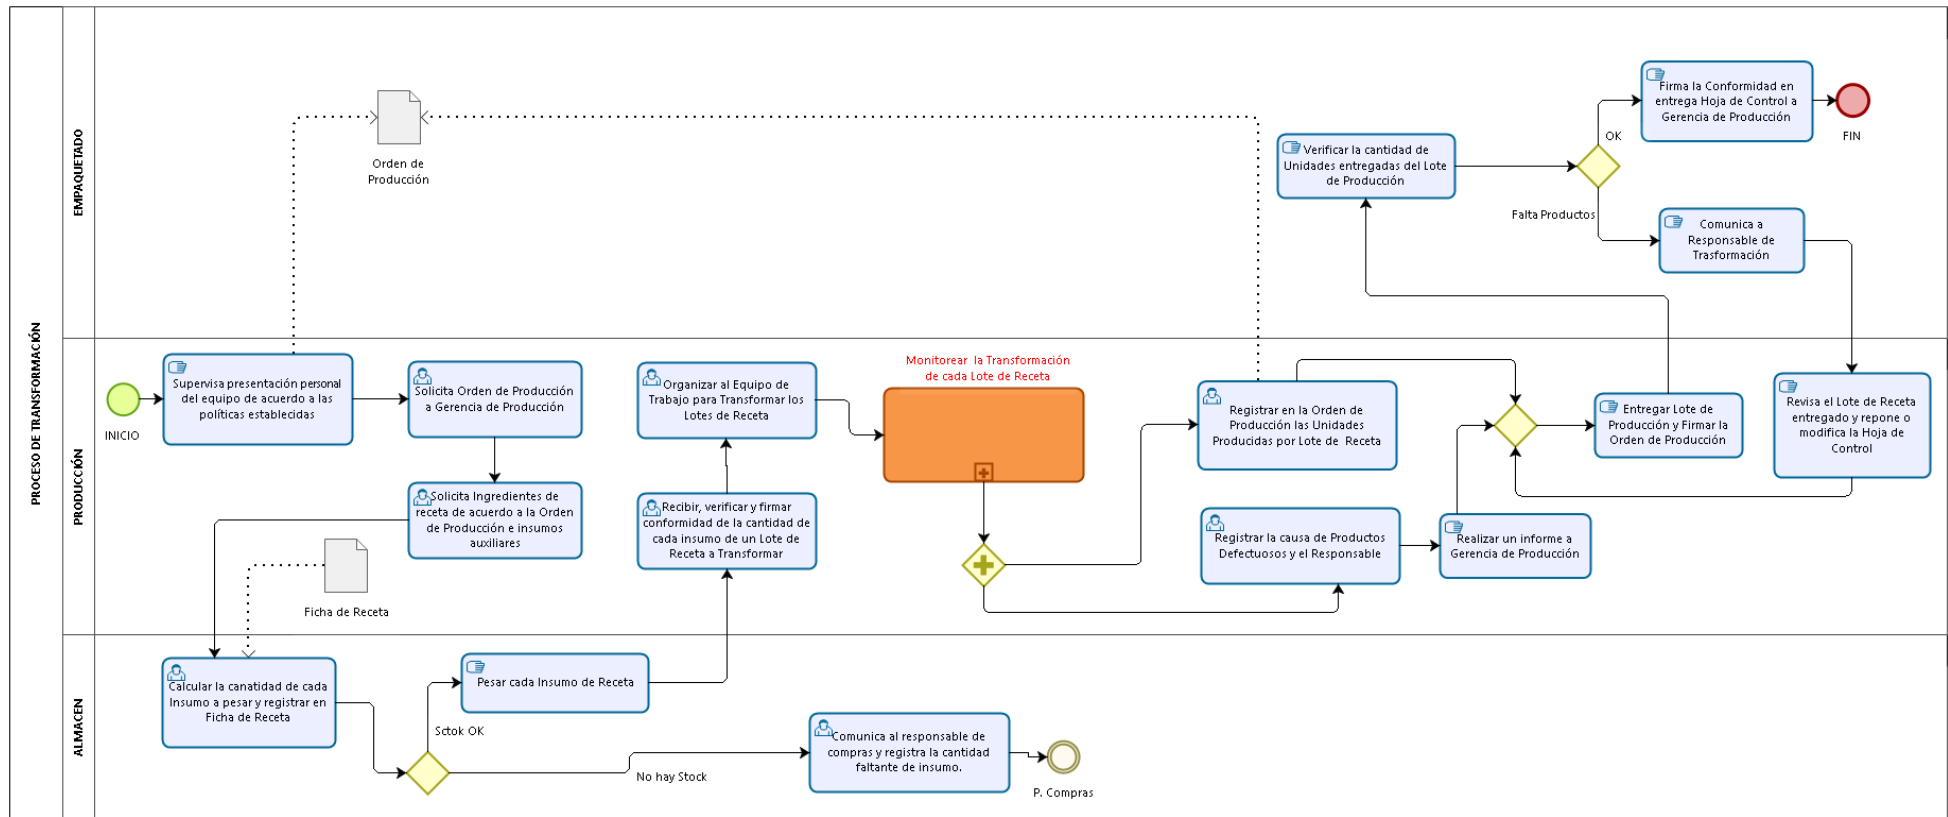 PROCESO DE TRANSFORMACIÓN
EMPAQUETADO
Orden de
Producción
Verificar la cantidad de
Unidades entregadas del Lote
de Producción
OK
Falta Productos
Firma la Conformidad en
entrega Hoja de Control a
Gerencia de Producción
FIN
Comunica a
Responsable de
Trasformación
PRODUCCIÓN
INICIO
Supervisa presentación personal
del equipo de acuerdo a las
políticas establecidas
Solicita Orden de Producción
a Gerencia de Producción
Solicita Ingredientes de
receta de acuerdo a la Orden
de Producción e insumos
auxiliares
Ficha de Receta
Organizar al Equipo de
Trabajo para Transformar los
Lotes de Receta
Recibir, verificar y firmar
conformidad de la cantidad de
cada insumo de un Lote de
Receta a Transformar
Monitorear la Transformación
de cada Lote de Receta
Registrar en la Orden de
Producción las Unidades
Producidas por Lote de Receta
Registrar la causa de Productos
Defectuosos y el Responsable
Realizar un informe a
Gerencia de Producción
Entregar Lote de
Producción y Firmar la
Orden de Producción
Revisa el Lote de Receta
entregado y repone o
modifica la Hoja de
Control
ALMACEN
Calcular la canatidad de cada
Insumo a pesar y registrar en
Ficha de Receta
Sctok OK
Pesar cada Insumo de Receta
No hay Stock
Comunica al responsable de
compras y registra la cantidad
faltante de insumo.
P. Compras